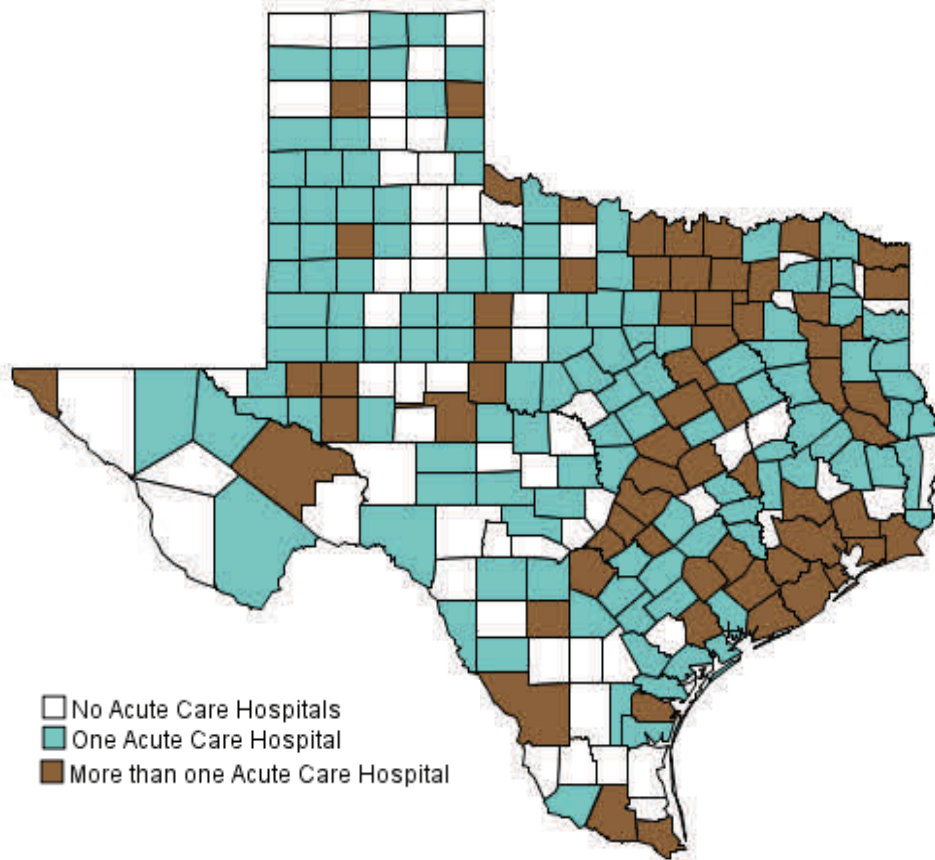 No Acute Care Hospitals
One Acute Care Hospital
More than one Acute Care Hospital